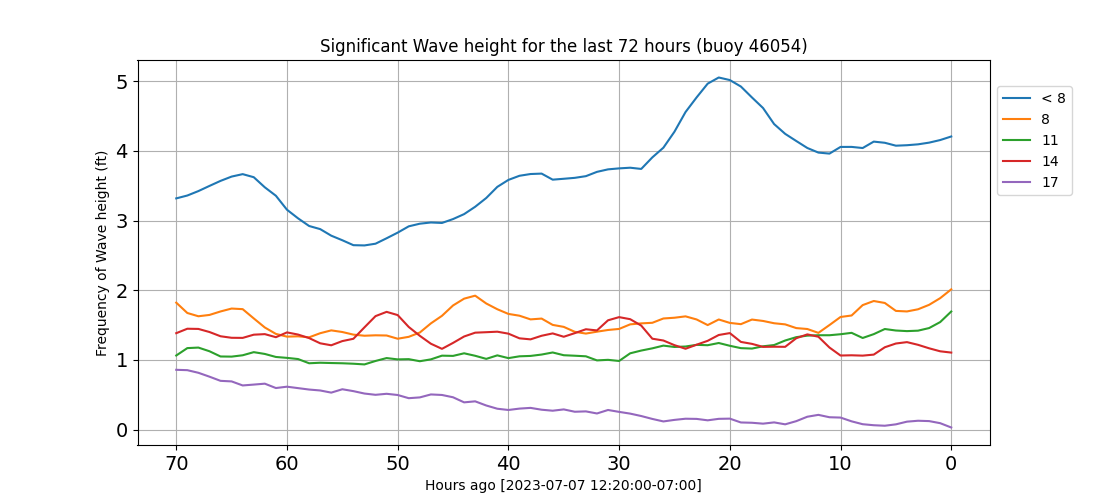 Significant Wave height for the last 72 hours (buoy 46054)
Frequency of Wave height (ft)
5
4
3
2
1
0
70 60 50 40 30 20 10 0
Hours ago [2023-07-07 12:20:00-07:00]
< 8
8
11
14
17